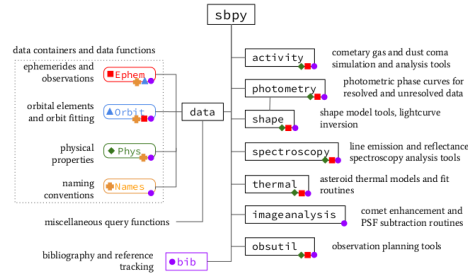 sbpy
data containers and data functions
ephemerides and
observations
Ephem
orbital elements
and orbit fitting
Orbit
physical
properties
Phys
naming
conventions
Names
data
miscellaneous query functions
bibliography and reference
tracking
bib
activity
cometary gas and dust coma
simulation and analysis tools
photometry
photometric phase curves for
resolved and unresolved data
shape
shape model tools, lightcurve
inversion
spectroscopy
line emission and reflectance
spectroscopy analysis tools
thermal
asteroid thermal models and fit
routines
imageanalysis
comet enhancement and
PSF subtraction routines
obsutil
observation planning tools